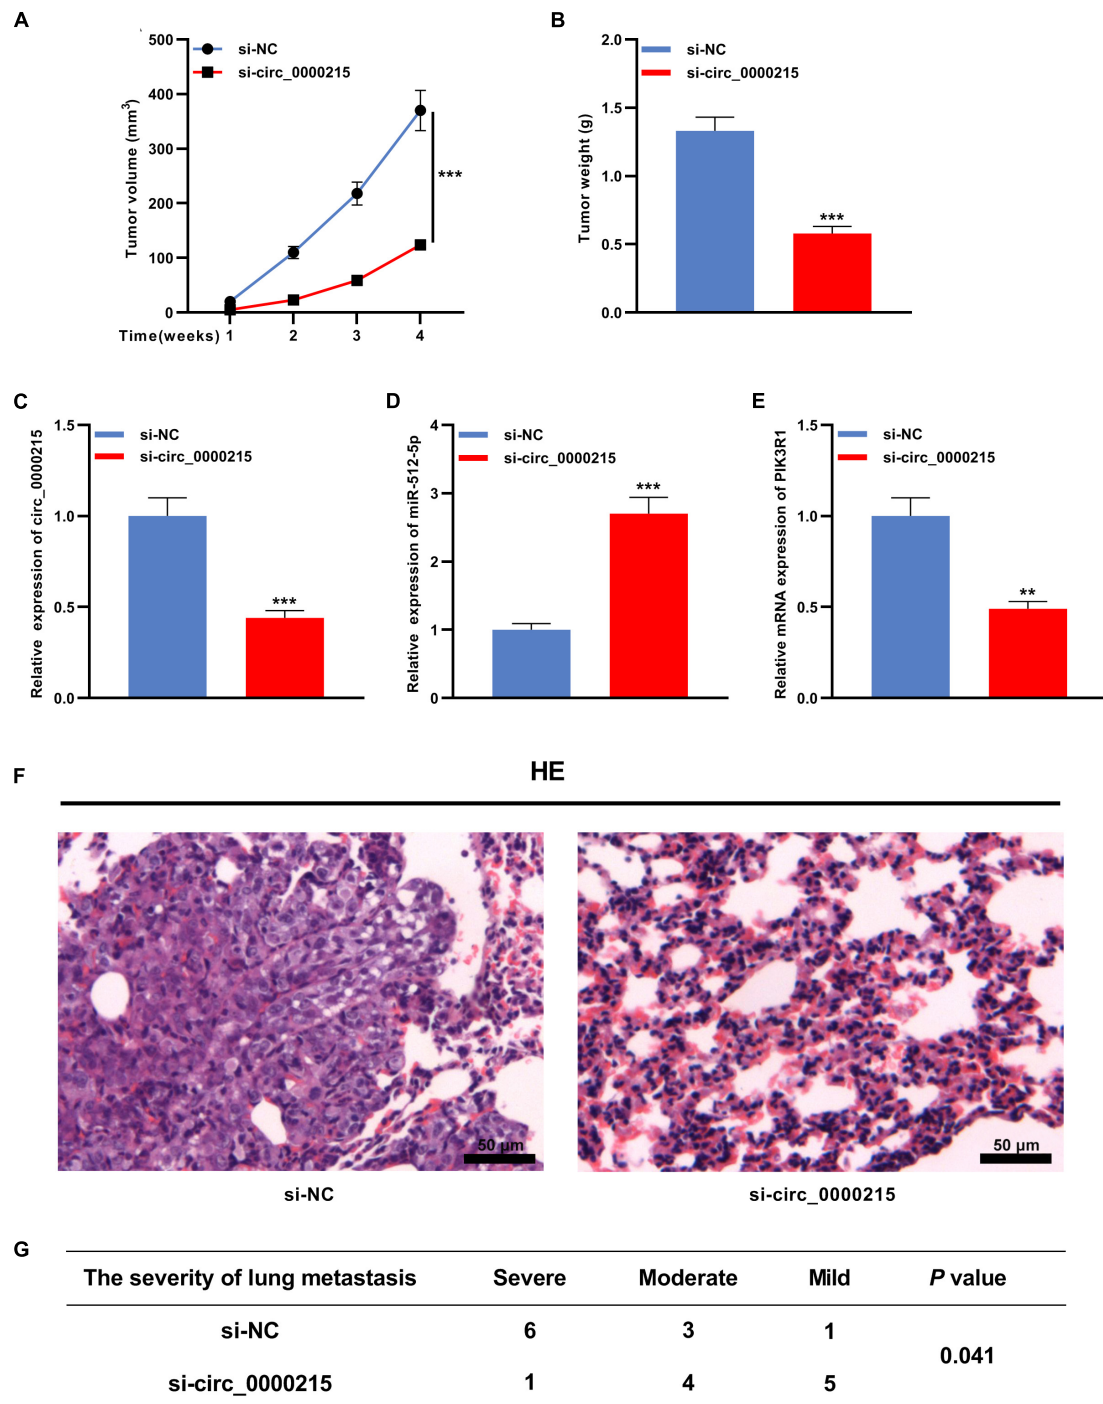 A
Tumor volume (mm3)
500
400
300
200
100
0
si-NC
si-circ_0000215
***
Time(weeks) 1 2 3 4
B
Tumor weight (g)
2.0
1.5
1.0
0.5
0.0
si-NC
si-circ_0000215
***
C
Relative expression of circ_0000215
1.5
1.0
0.5
0.0
si-NC
si-circ_0000215
***
D
Relative expression of miR-512-5p
4
3
2
1
0
si-NC
si-circ_0000215
***
E
Relative mRNA expression of PIK3R1
1.5
1.0
0.5
0.0
si-NC
si-circ_0000215
**
F
HE
50 μm
50 μm
si-NC
si-circ_0000215
G
The severity of lung metastasis Severe Moderate Mild P value
si-NC 6 3 1
0.041
si-circ_0000215 1 4 5